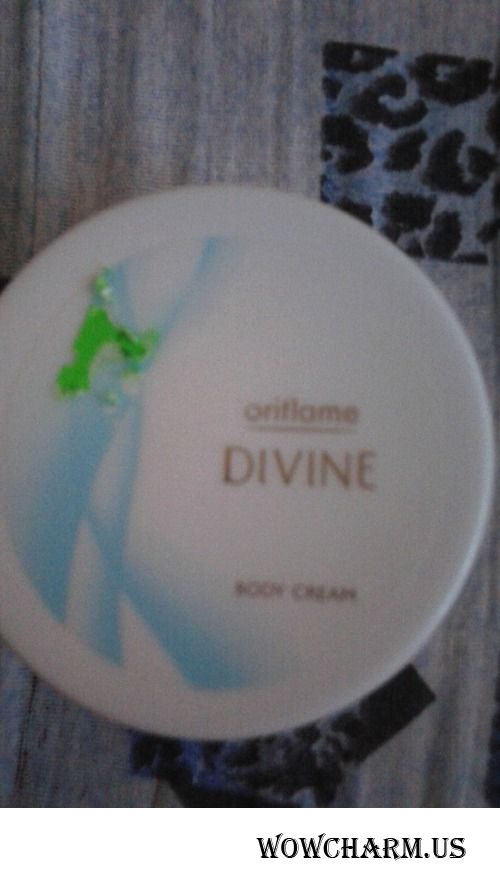 oriflame
DIVINE
BODY CREAM
WOWCHARM.US